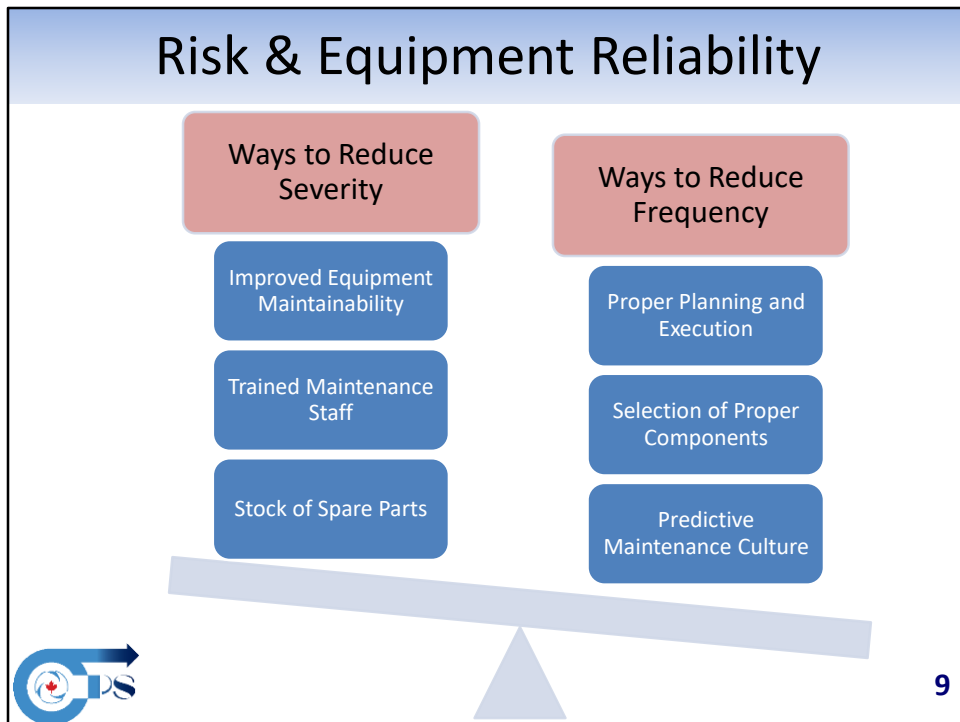 Risk & Equipment Reliability
Ways to Reduce
Severity
Improved Equipment
Maintainability
Trained Maintenance
Staff
Stock of Spare Parts
Ways to Reduce
Frequency
Proper Planning and
Execution
Selection of Proper
Components
Predictive
Maintenance Culture
9